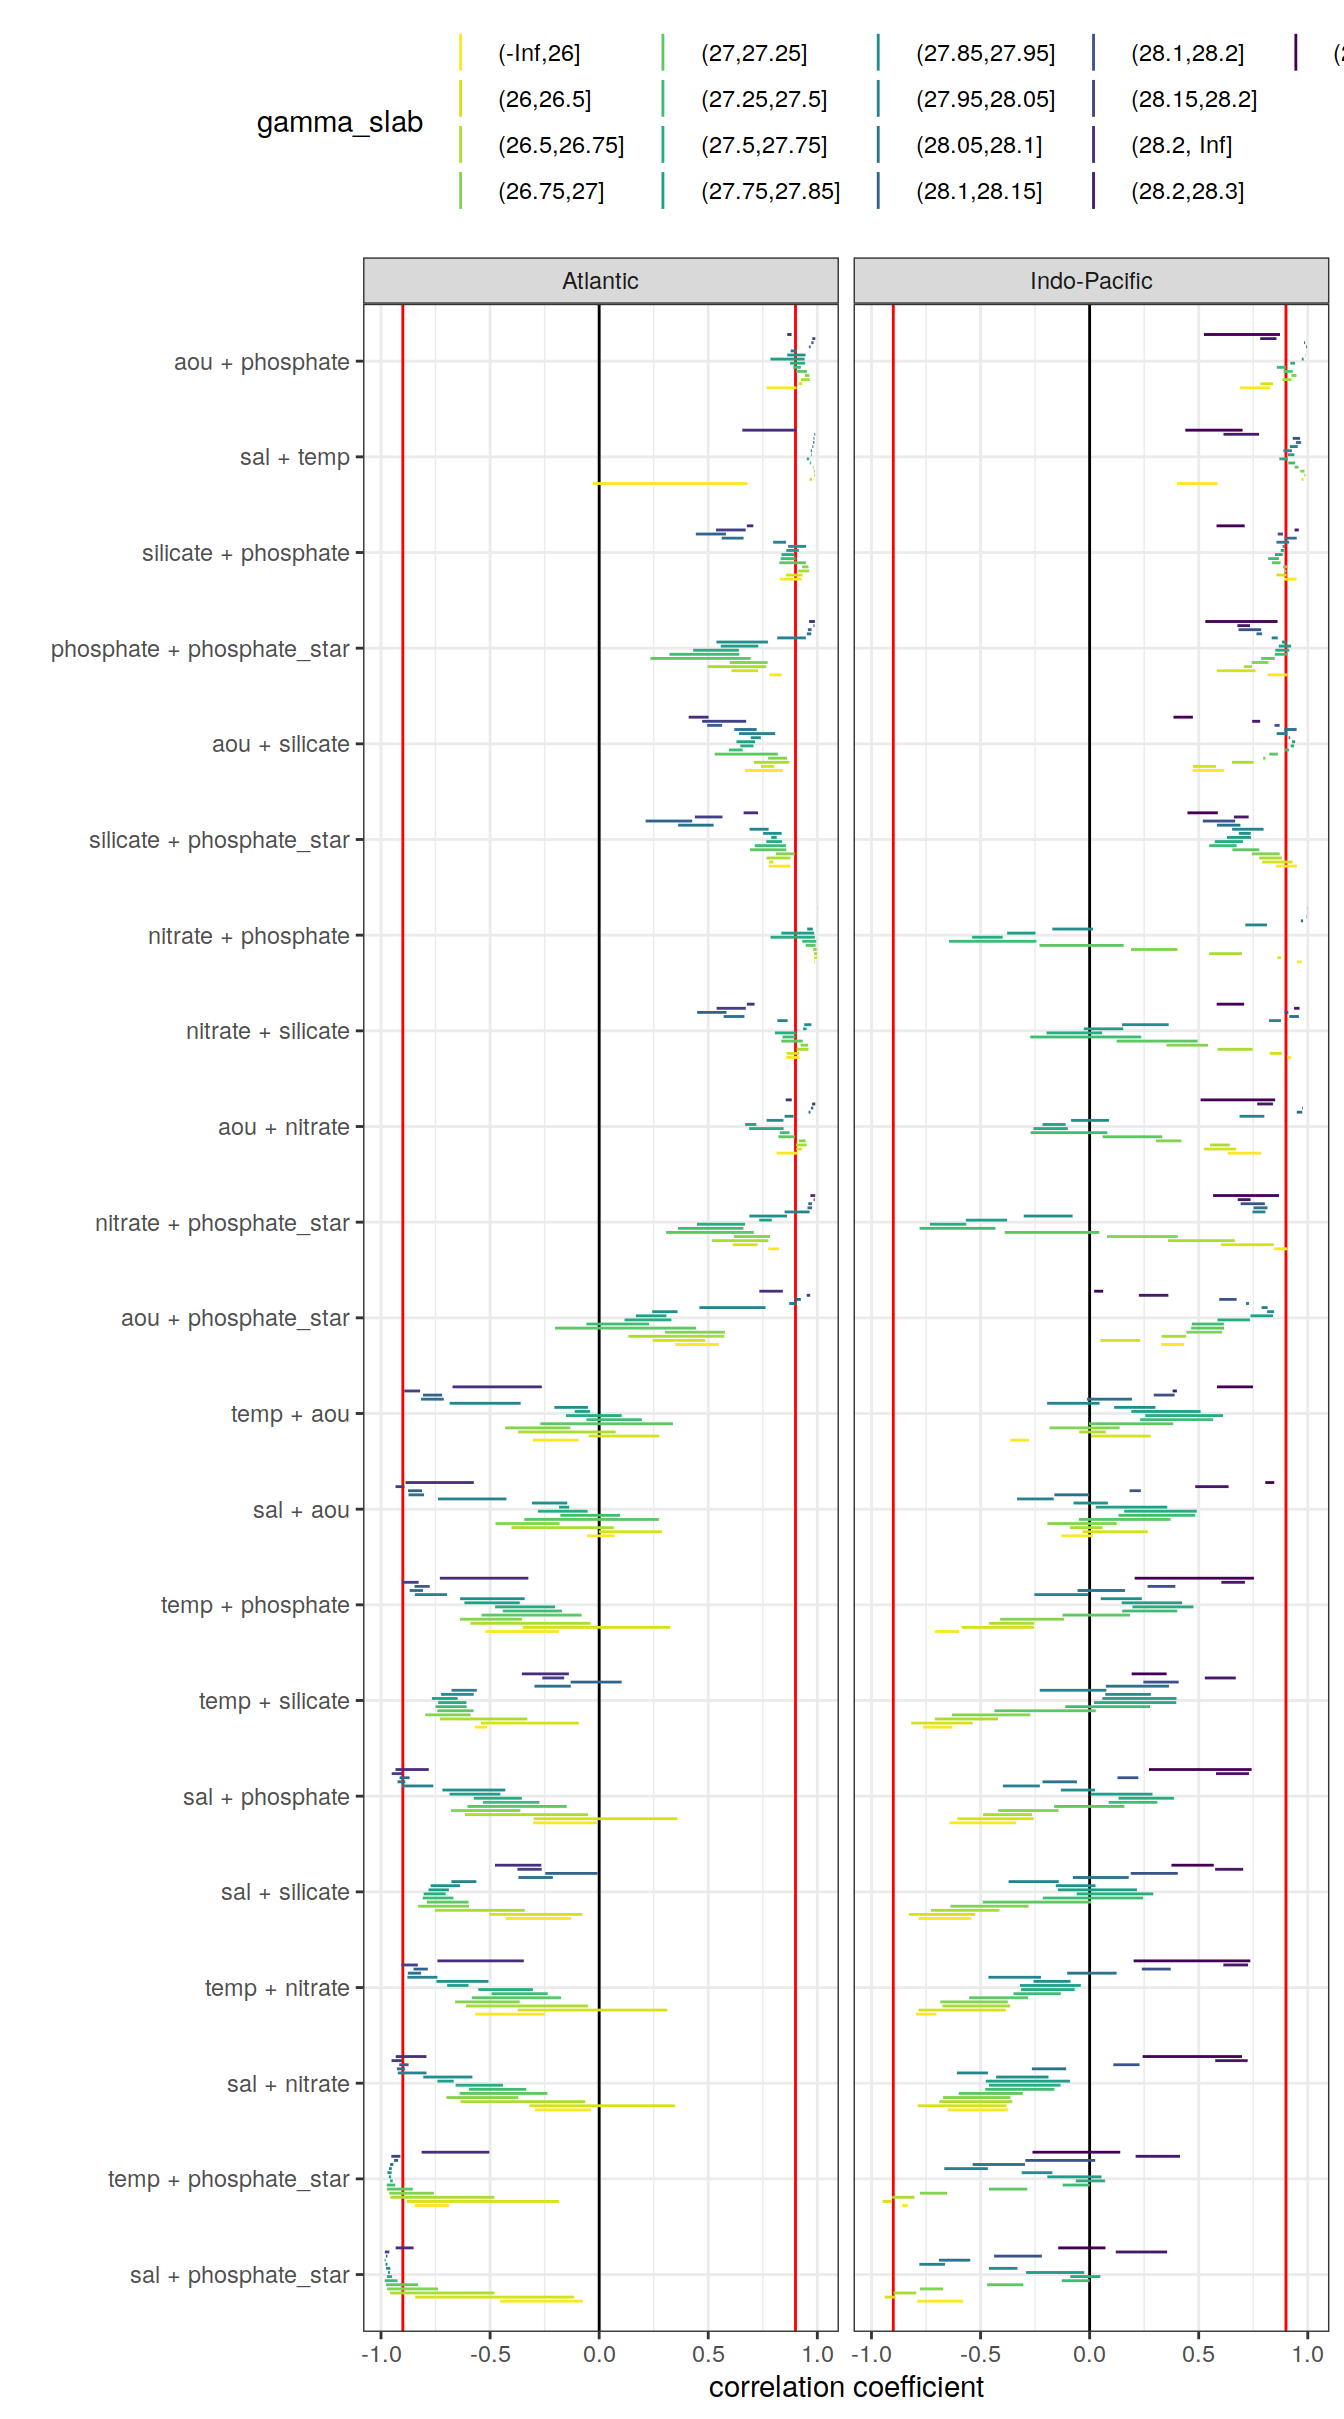 gamma_slab
(-Inf,26] (27,27.25] (27.85,27.95] (28.1,28.2]
(26,26.5] (27.25,27.5] (27.95,28.05] (28.15,28.2]
(26.5,26.75] (27.5,27.75] (28.05,28.1] (28.2, Inf]
(26.75,27] (27.75,27.85] (28.1,28.15] (28.2,28.3]
Atlantic Indo-Pacific
aou + phosphate
sal + temp
silicate + phosphate
phosphate + phosphate_star
aou + silicate
silicate + phosphate_star
nitrate + phosphate
nitrate + silicate
aou + nitrate
nitrate + phosphate_star
aou + phosphate_star
temp + aou
sal + aou
temp + phosphate
temp + silicate
sal + phosphate
sal + silicate
temp + nitrate
sal + nitrate
temp + phosphate_star
sal + phosphate_star
-1.0 -0.5 0.0 0.5 1.0 -1.0 -0.5 0.0 0.5 1.0
correlation coefficient